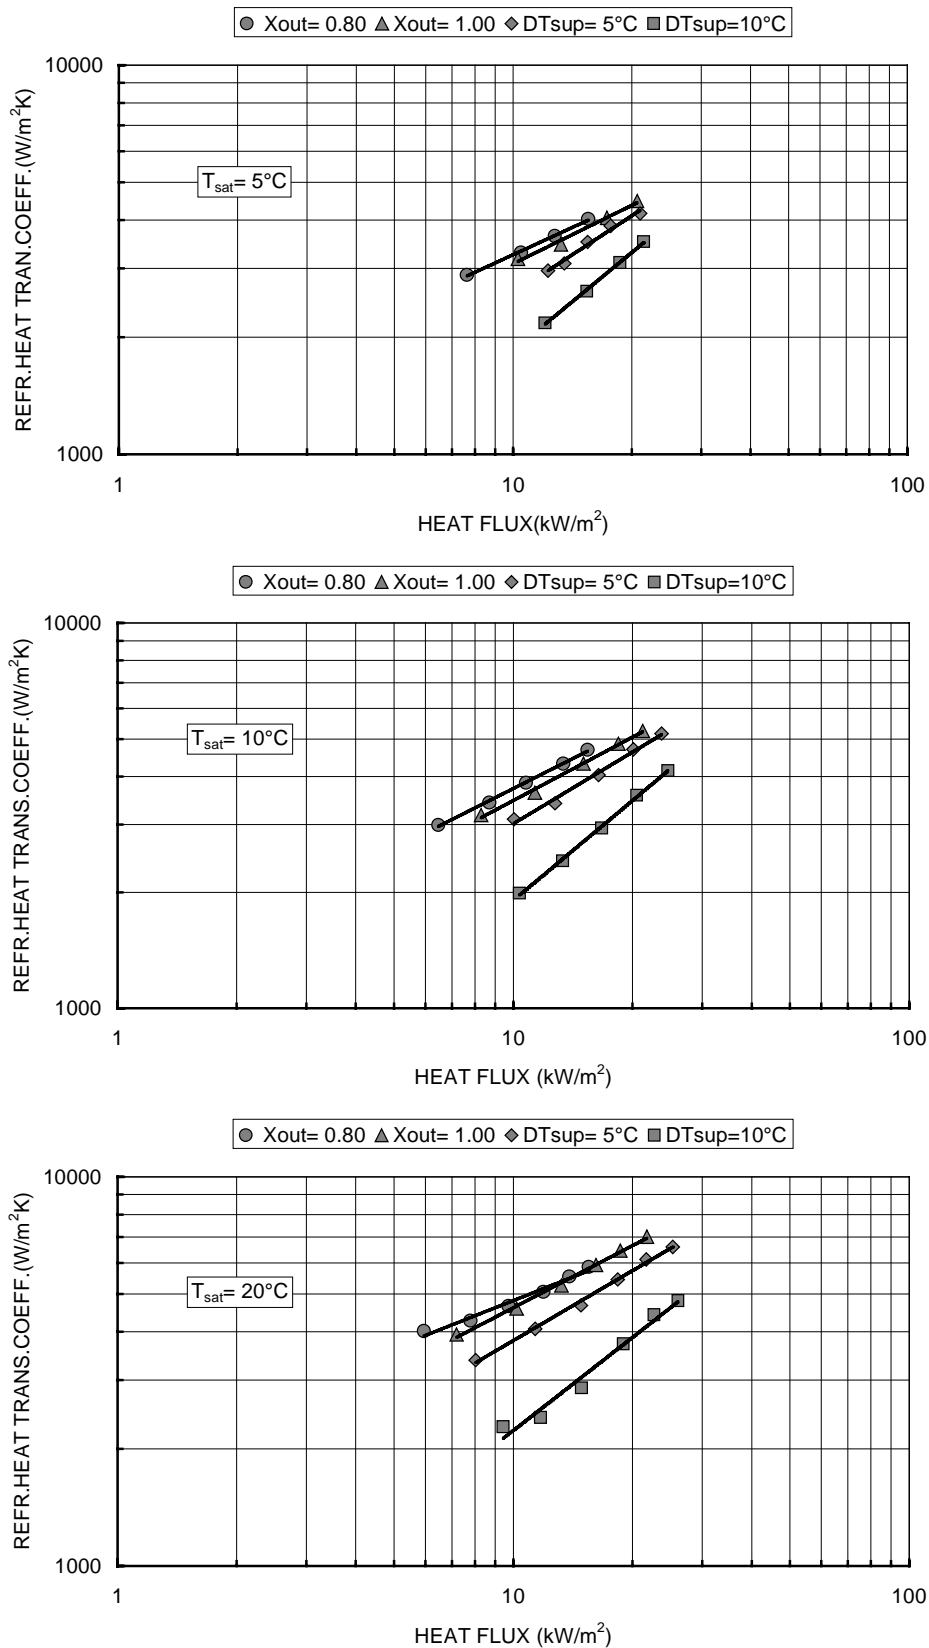 Xout= 0.80 Xout= 1.00 DTsup= 5°C DTsup=10°C
10000
REFR.HEAT TRAN.COEFF.(W/m²K)
T_sat= 5°C
1000
1 10 100
HEAT FLUX(kW/m²)
Xout= 0.80 Xout= 1.00 DTsup= 5°C DTsup=10°C
10000
REFR.HEAT TRANS.COEFF.(W/m²K)
T_sat= 10°C
1000
1 10 100
HEAT FLUX (kW/m²)
Xout= 0.80 Xout= 1.00 DTsup= 5°C DTsup=10°C
10000
REFR.HEAT TRANS.COEFF.(W/m²K)
T_sat= 20°C
1000
1 10 100
HEAT FLUX (kW/m²)